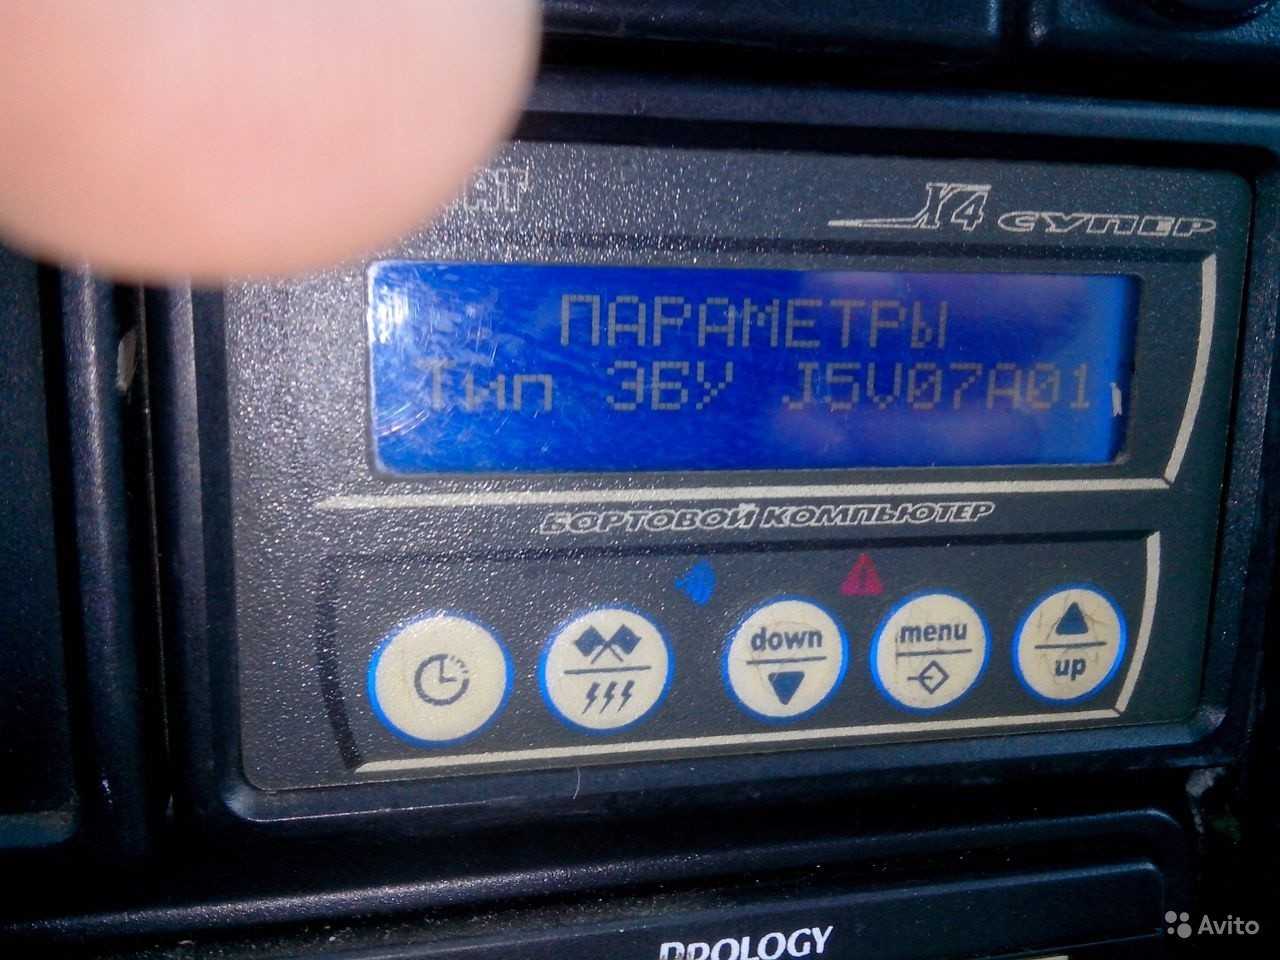 X4 СУПЕР
ПАРАМЕТРЫ
Тип ЭБУ J5V07A01
БОРТОВОЙ КОМПЬЮТЕР
down
menu
up
PROLOGY
Avito